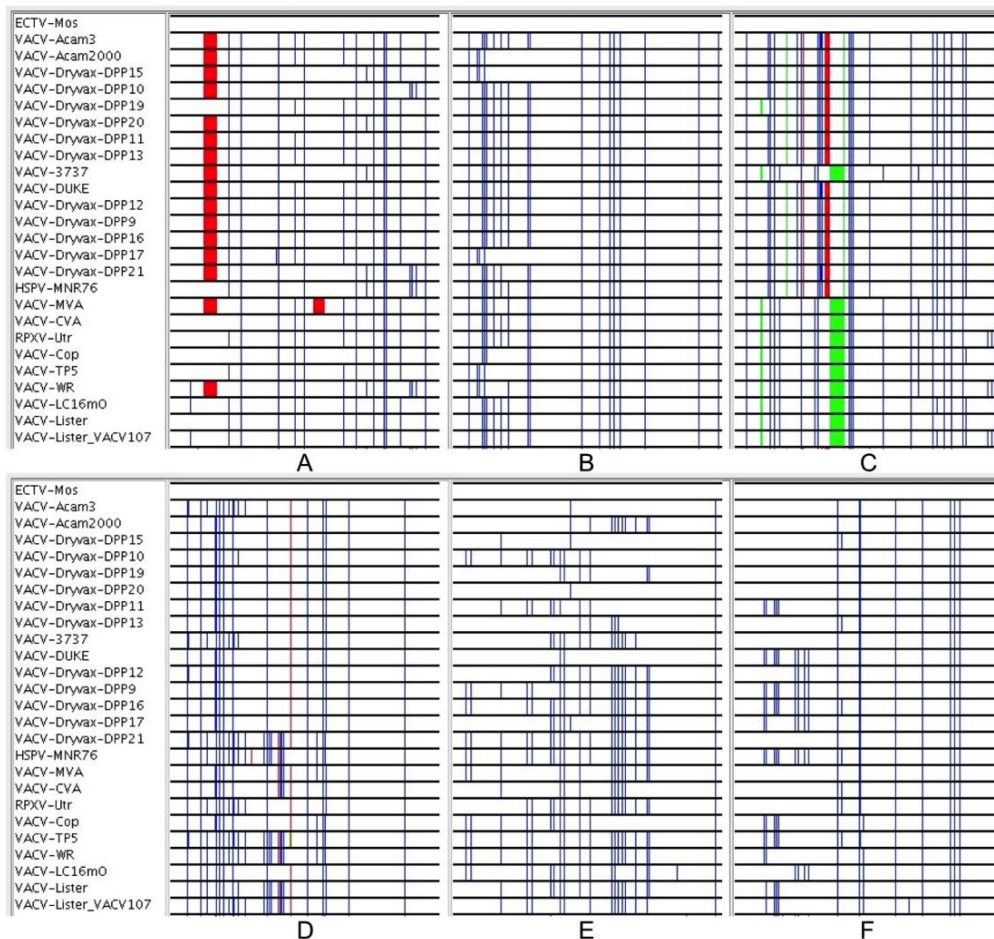 ECTV-Mos
VACV-Acam3
VACV-Acam2000
VACV-Dryvax-DPP15
VACV-Dryvax-DPP10
VACV-Dryvax-DPP19
VACV-Dryvax-DPP20
VACV-Dryvax-DPP11
VACV-Dryvax-DPP13
VACV-3737
VACV-DUKE
VACV-Dryvax-DPP12
VACV-Dryvax-DPP9
VACV-Dryvax-DPP16
VACV-Dryvax-DPP17
VACV-Dryvax-DPP21
HSPV-MNR76
VACV-MVA
VACV-CVA
RPXV-Utr
VACV-Cop
VACV-TP5
VACV-WR
VACV-LC16mO
VACV-Lister
VACV-Lister_VACV107
A B C
ECTV-Mos
VACV-Acam3
VACV-Acam2000
VACV-Dryvax-DPP15
VACV-Dryvax-DPP10
VACV-Dryvax-DPP19
VACV-Dryvax-DPP20
VACV-Dryvax-DPP11
VACV-Dryvax-DPP13
VACV-3737
VACV-DUKE
VACV-Dryvax-DPP12
VACV-Dryvax-DPP9
VACV-Dryvax-DPP16
VACV-Dryvax-DPP17
VACV-Dryvax-DPP21
HSPV-MNR76
VACV-MVA
VACV-CVA
RPXV-Utr
VACV-Cop
VACV-TP5
VACV-WR
VACV-LC16mO
VACV-Lister
VACV-Lister_VACV107
D E F